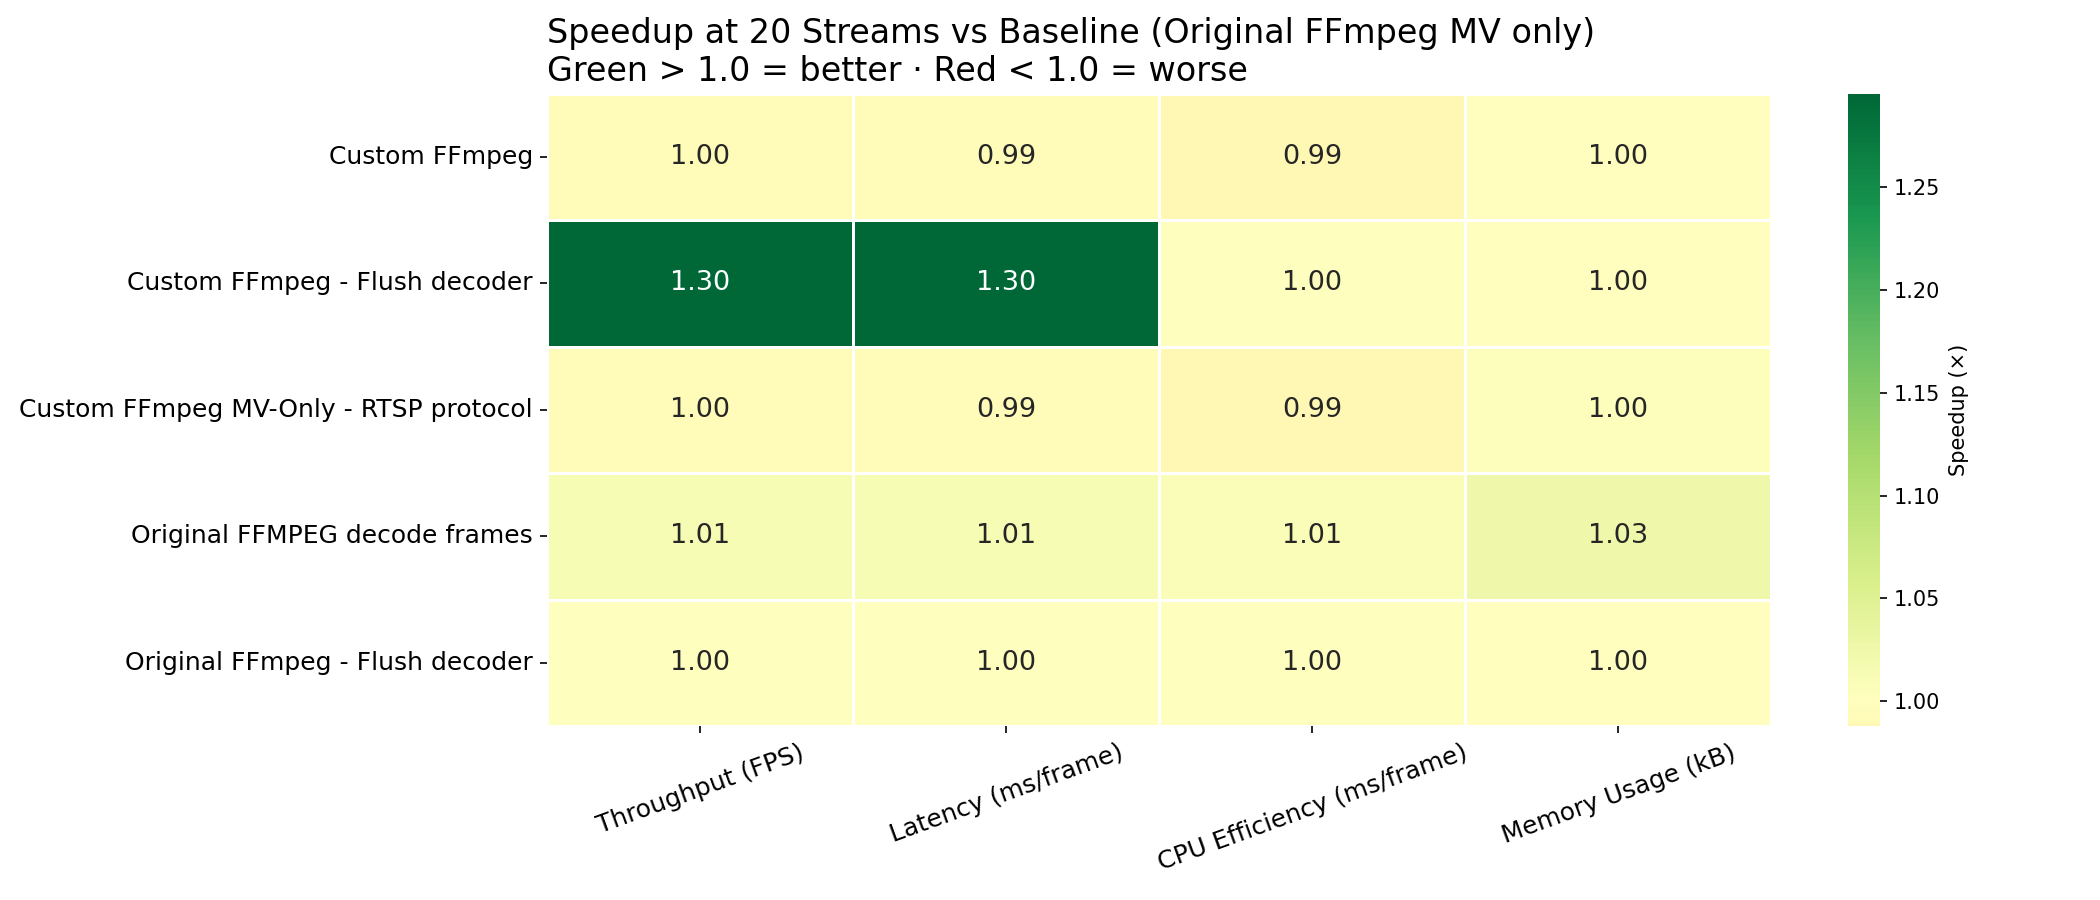 Speedup at 20 Streams vs Baseline (Original FFmpeg MV only)
Green > 1.0 = better · Red < 1.0 = worse
Custom FFmpeg 1.00 0.99 0.99 1.00
Custom FFmpeg - Flush decoder 1.30 1.30 1.00 1.00
Custom FFmpeg MV-Only - RTSP protocol 1.00 0.99 0.99 1.00
Original FFMPEG decode frames 1.01 1.01 1.01 1.03
Original FFmpeg - Flush decoder 1.00 1.00 1.00 1.00
Throughput (FPS)
Latency (ms/frame)
CPU Efficiency (ms/frame)
Memory Usage (kB)
1.25
1.20
1.15
1.10
1.05
1.00
Speedup (×)